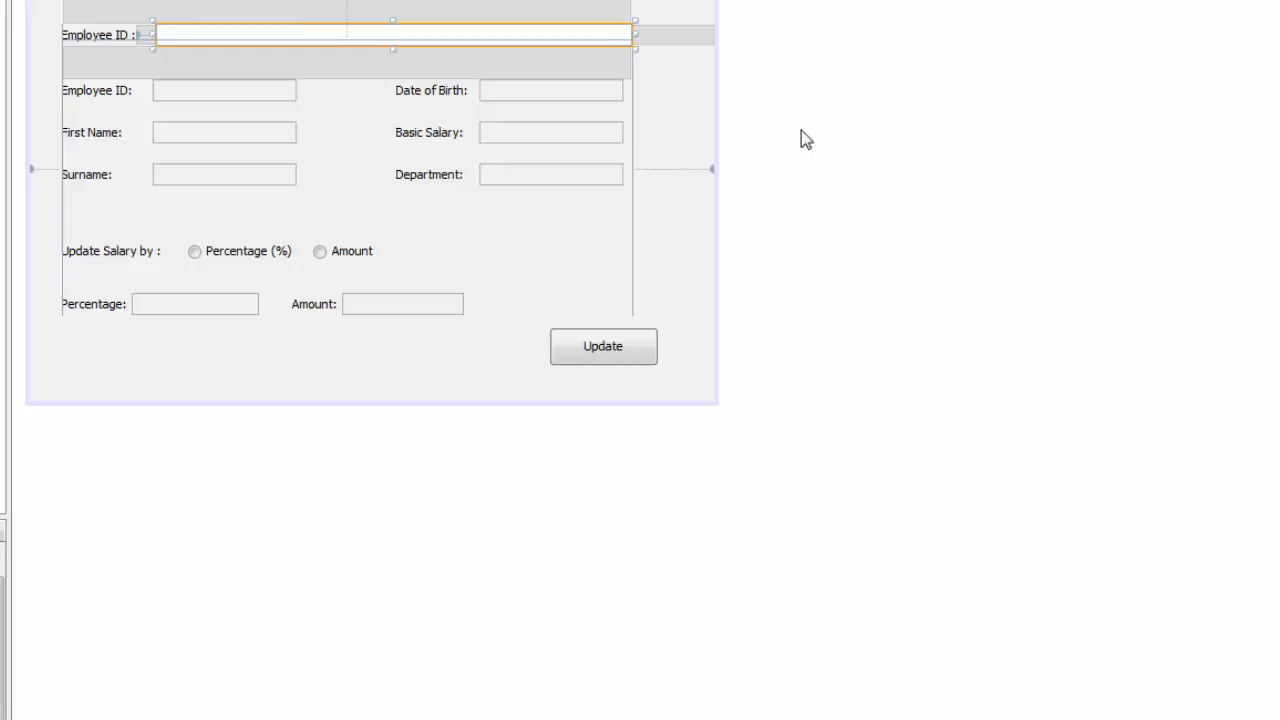 Employee ID :
Employee ID: Date of Birth:
First Name: Basic Salary:
Surname: Department:
Update Salary by : Percentage (%) Amount
Percentage: Amount:
Update